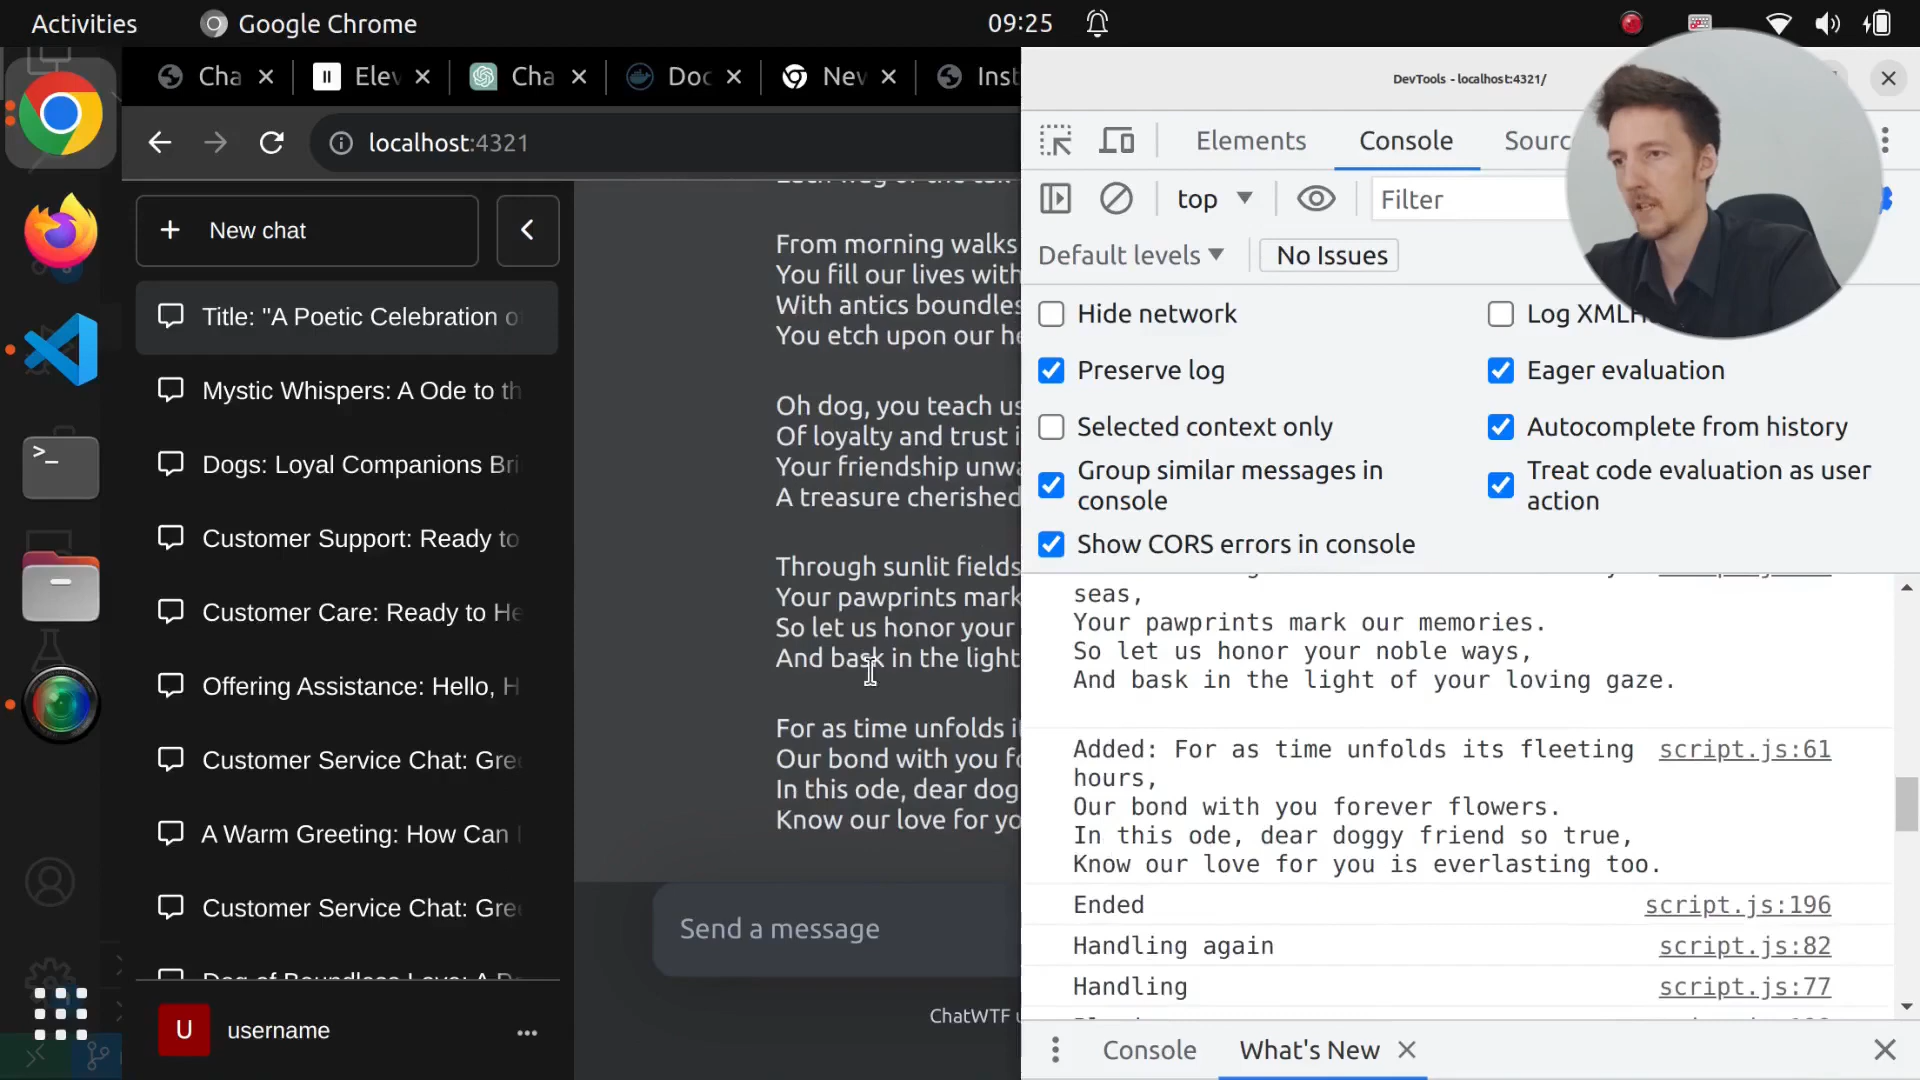 Activities
Google Chrome
09:25
Cha
Elev
Cha
Doc
Nev
Inst
DevTools - localhost:4321/
localhost:4321
Elements
Console
Sourc
top
Filter
Default levels
No Issues
New chat
Hide network
Preserve log
Eager evaluation
Selected context only
Autocomplete from history
Group similar messages in
console
Treat code evaluation as user
action
Show CORS errors in console
Title: "A Poetic Celebration o
Mystic Whispers: A Ode to th
Dogs: Loyal Companions Bri
Customer Support: Ready to
Customer Care: Ready to He
Offering Assistance: Hello, H
Customer Service Chat: Gre
A Warm Greeting: How Can
Customer Service Chat: Gre
U
username
From morning walks
You fill our lives with
With antics boundles
You etch upon our he
Oh dog, you teach us
Of loyalty and trust i
Your friendship unwa
A treasure cherished
Through sunlit fields
Your pawprints mark
So let us honor your
And bask in the light
For as time unfolds it
Our bond with you fo
In this ode, dear dog
Know our love for yo
Send a message
ChatWTF
seas,
Your pawprints mark our memories.
So let us honor your noble ways,
And bask in the light of your loving gaze.
Added: For as time unfolds its fleeting script.js:61
hours,
Our bond with you forever flowers.
In this ode, dear doggy friend so true,
Know our love for you is everlasting too.
Ended script.js:196
Handling again script.js:82
Handling script.js:77
Console
What's New